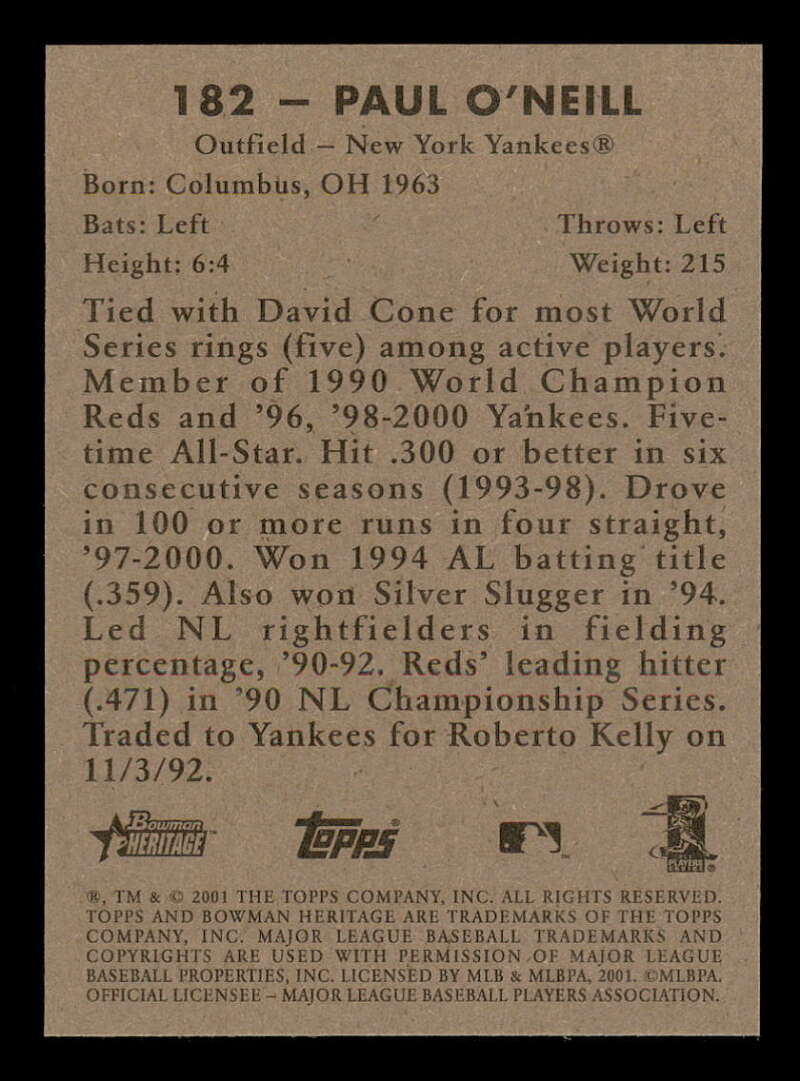 182 – PAUL O'NEILL
Outfield – New York Yankees®
Born: Columbus, OH 1963
Bats: Left Throws: Left
Height: 6:4 Weight: 215
Tied with David Cone for most World
Series rings (five) among active players.
Member of 1990 World Champion
Reds and ’96, ’98-2000 Yankees. Five-
time All-Star. Hit .300 or better in six
consecutive seasons (1993-98). Drove
in 100 or more runs in four straight,
’97-2000. Won 1994 AL batting title
(.359). Also won Silver Slugger in ’94.
Led NL rightfielders in fielding
percentage, ’90-92. Reds’ leading hitter
(.471) in ’90 NL Championship Series.
Traded to Yankees for Roberto Kelly on
11/3/92.
Bowman HERITAGE™ Topps® ™ PLAYERS CHOICE®
®, TM & © 2001 THE TOPPS COMPANY, INC. ALL RIGHTS RESERVED.
TOPPS AND BOWMAN HERITAGE ARE TRADEMARKS OF THE TOPPS
COMPANY, INC. MAJOR LEAGUE BASEBALL TRADEMARKS AND
COPYRIGHTS ARE USED WITH PERMISSION OF MAJOR LEAGUE
BASEBALL PROPERTIES, INC. LICENSED BY MLB & MLBPA, 2001. ©MLBPA.
OFFICIAL LICENSEE – MAJOR LEAGUE BASEBALL PLAYERS ASSOCIATION.